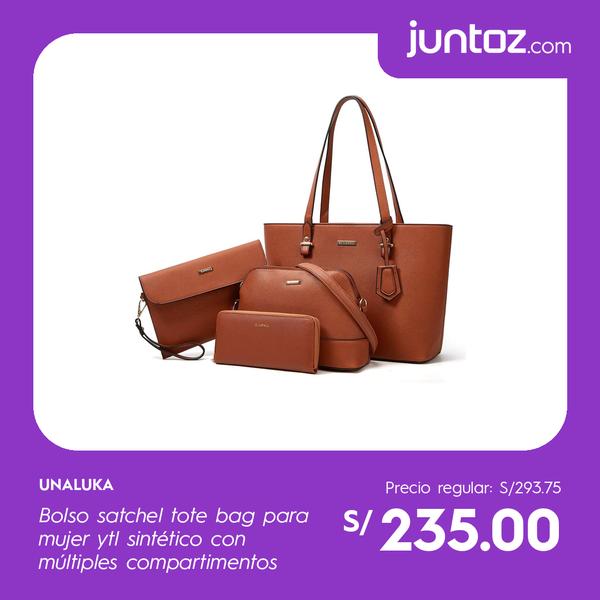 juntoz.com
UNALUKA
Bolso satchel tote bag para
mujer ytl sintético con
múltiples compartimentos
Precio regular: S/293.75
S/ 235.00